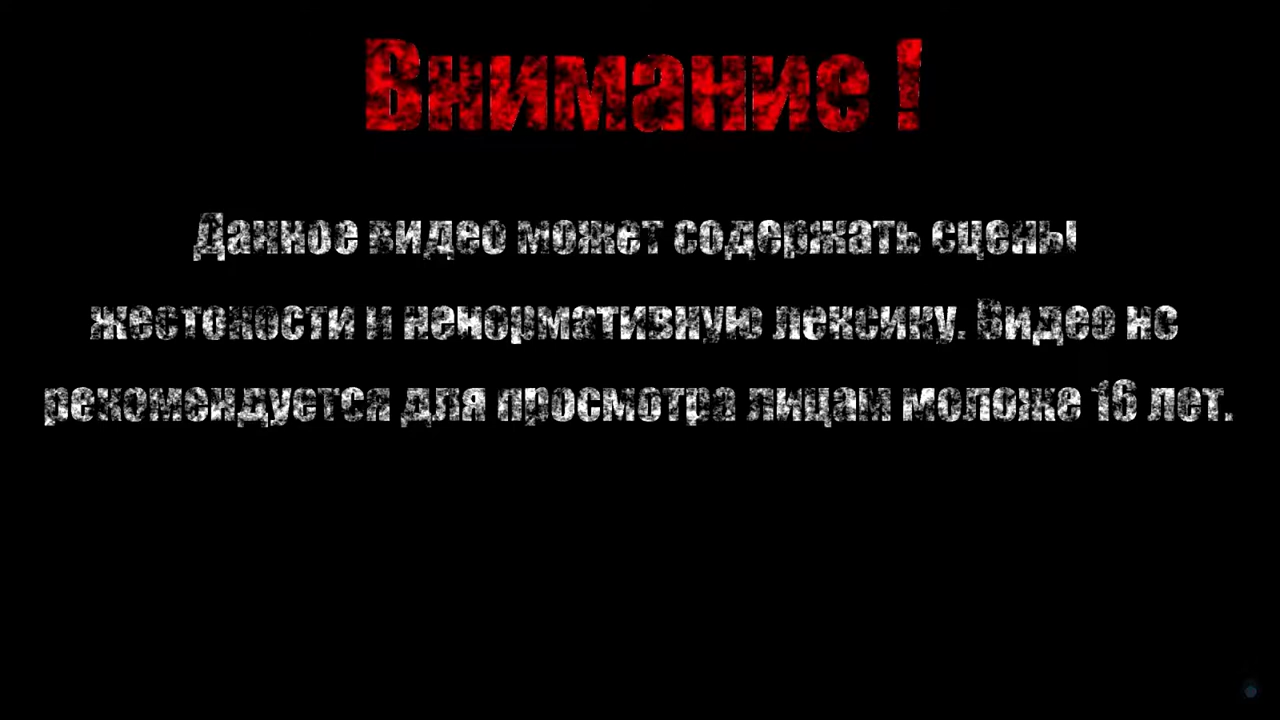 Внимание !
Данное видео может содержать сцены
жестокости и ненормативную лексику. Видео не
рекомендуется для просмотра лицам моложе 16 лет.